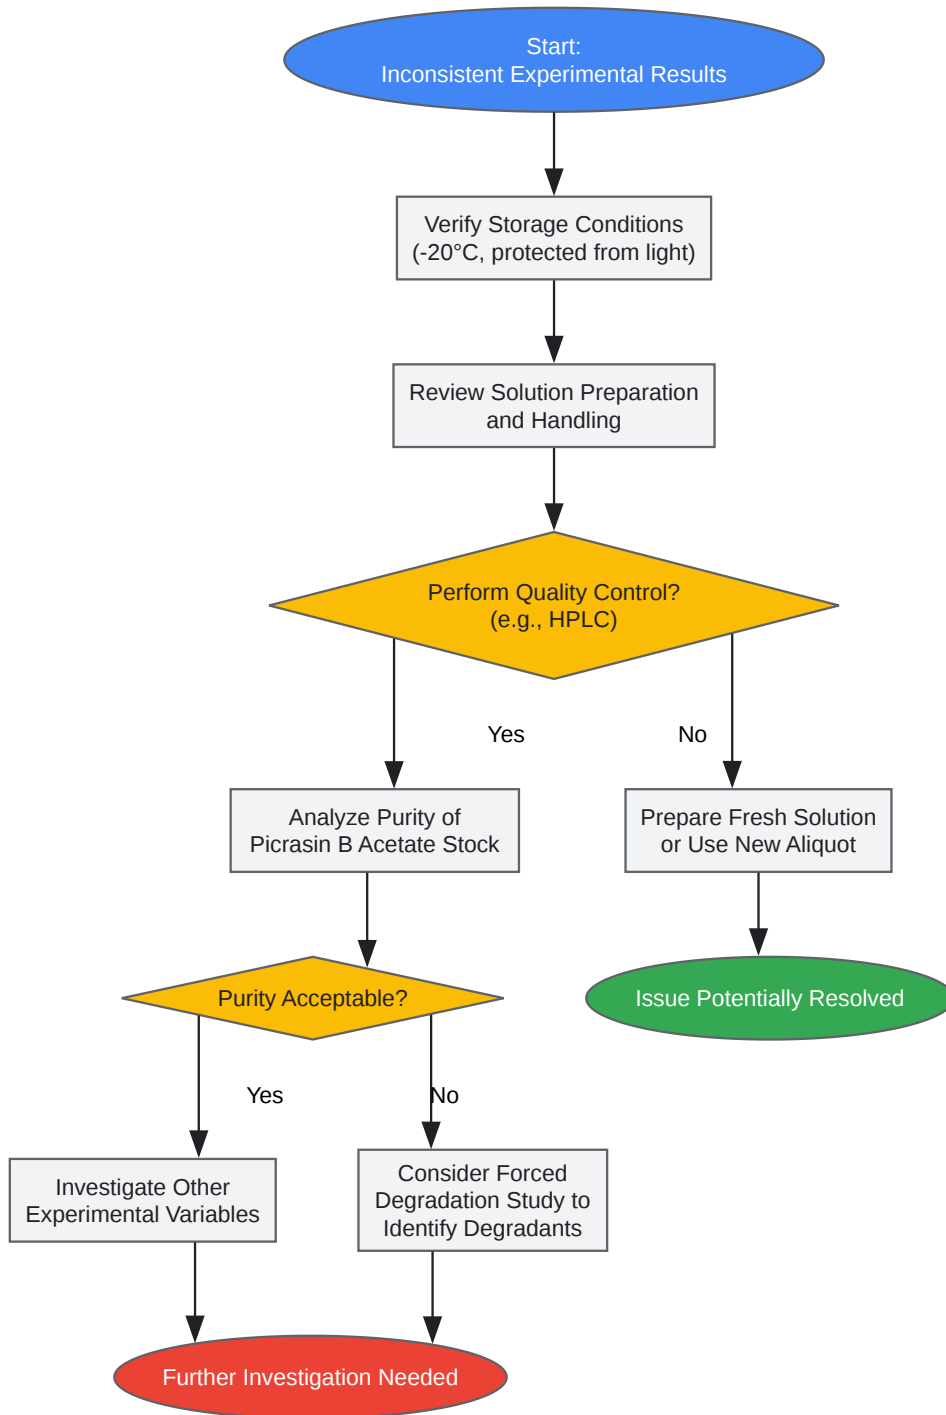 Start:
Inconsistent Experimental Results
Verify Storage Conditions
(-20°C, protected from light)
Review Solution Preparation
and Handling
Perform Quality Control?
(e.g., HPLC)
Yes
No
Analyze Purity of
Picrasin B Acetate Stock
Prepare Fresh Solution
or Use New Aliquot
Purity Acceptable?
Issue Potentially Resolved
Yes
No
Investigate Other
Experimental Variables
Consider Forced
Degradation Study to
Identify Degradants
Further Investigation Needed